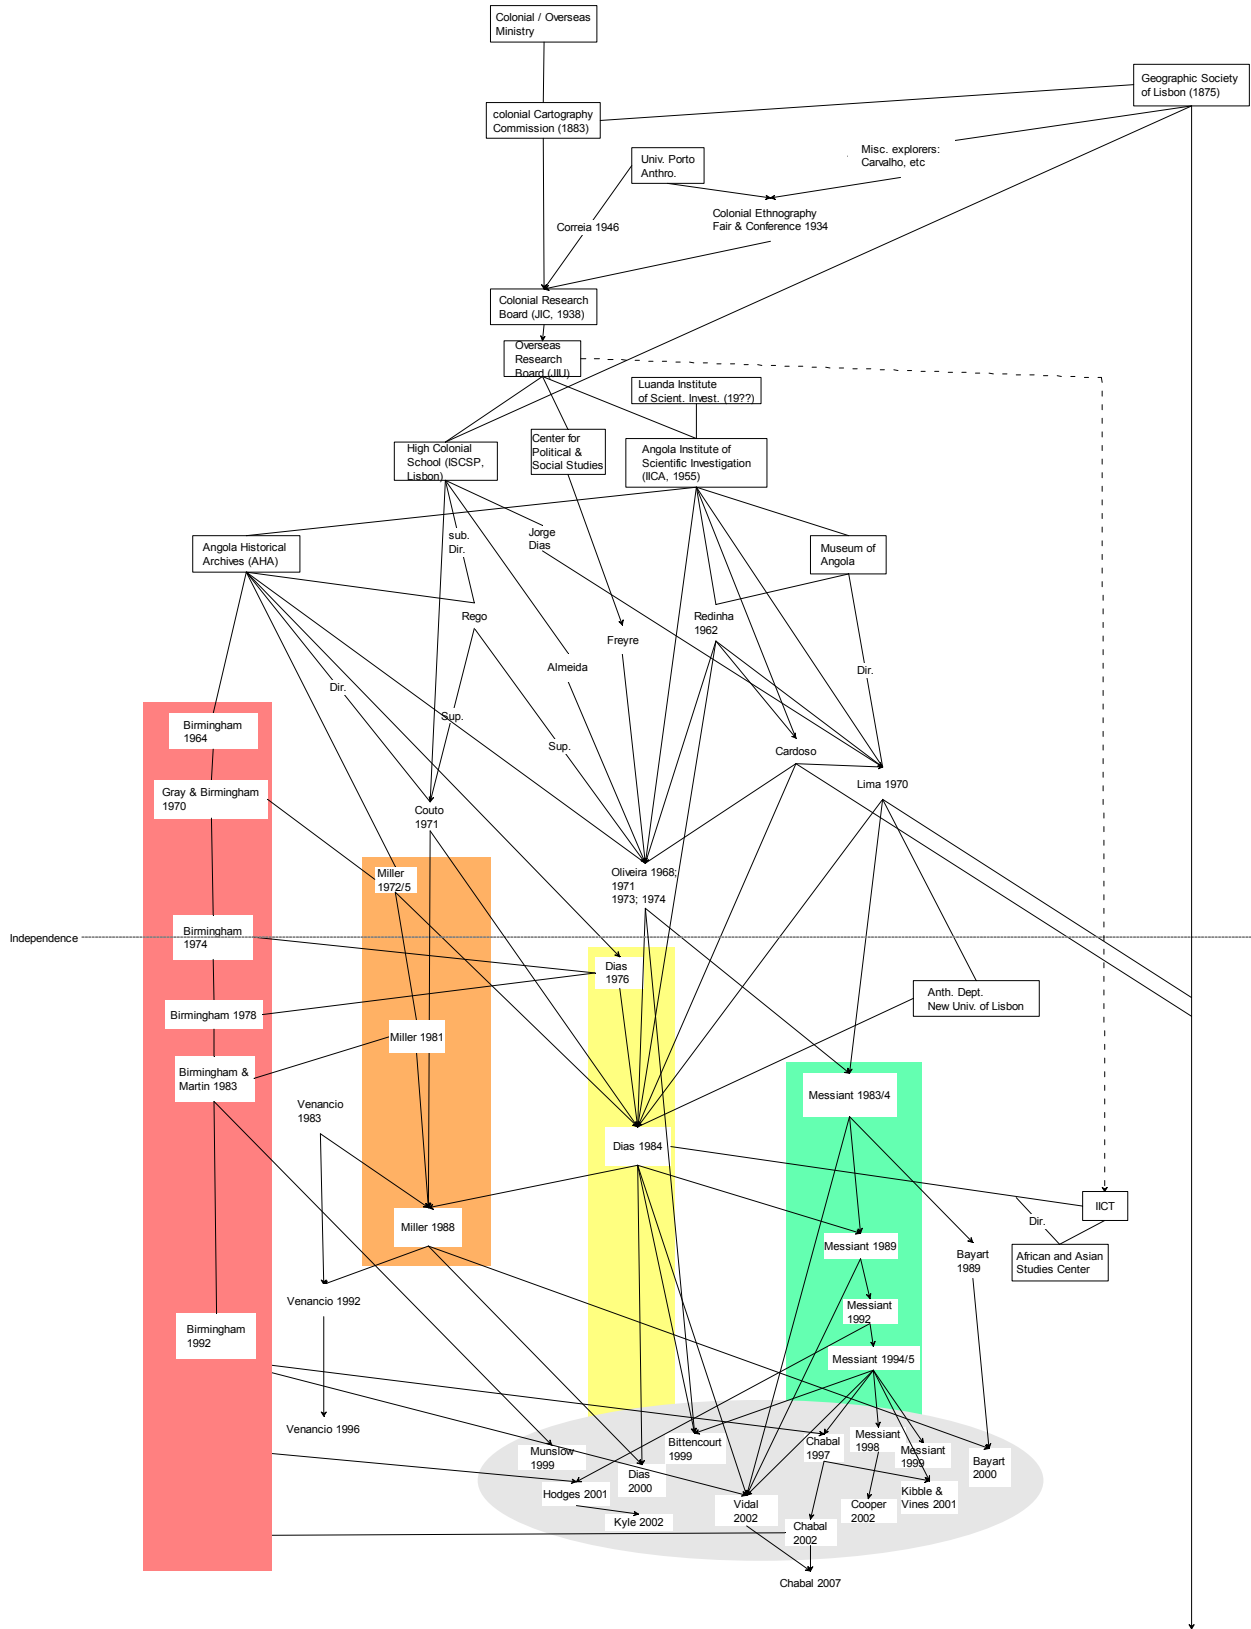 Colonial / Overseas
Ministry
Geographic Society
of Lisbon (1875)
colonial Cartography
Commission (1883)
Misc. explorers:
Carvalho, etc
Univ. Porto
Anthro.
Colonial Ethnography
Fair & Conference 1934
Correia 1946
Colonial Research
Board (JIC, 1938)
Overseas
Research
Board (JIU)
Luanda Institute
of Scient. Invest. (19??)
High Colonial
School (ISCSP,
Lisbon)
Center for
Political &
Social Studies
Angola Institute of
Scientific Investigation
(IICA, 1955)
Angola Historical
Archives (AHA)
sub.
Dir.
Jorge
Dias
Museum of
Angola
Rego
Freyre
Redinha
1962
Almeida
Dir.
Dir.
Sup.
Sup.
Birmingham
1964
Cardoso
Lima 1970
Gray & Birmingham
1970
Couto
1971
Miller
1972/5
Oliveira 1968;
1971
1973; 1974
Independence
Birmingham
1974
Dias
1976
Anth. Dept.
New Univ. of Lisbon
Birmingham 1978
Miller 1981
Birmingham &
Martin 1983
Venancio
1983
Messiant 1983/4
Dias 1984
IICT
Dir.
Miller 1988
Messiant 1989
Bayart
1989
African and Asian
Studies Center
Venancio 1992
Messiant
1992
Birmingham
1992
Messiant 1994/5
Venancio 1996
Munslow
1999
Bittencourt
1999
Chabal
1997
Messiant
1998
Messiant
1999
Bayart
2000
Dias
2000
Hodges 2001
Kibble &
Vines 2001
Vidal
2002
Cooper
2002
Kyle 2002
Chabal
2002
Chabal 2007